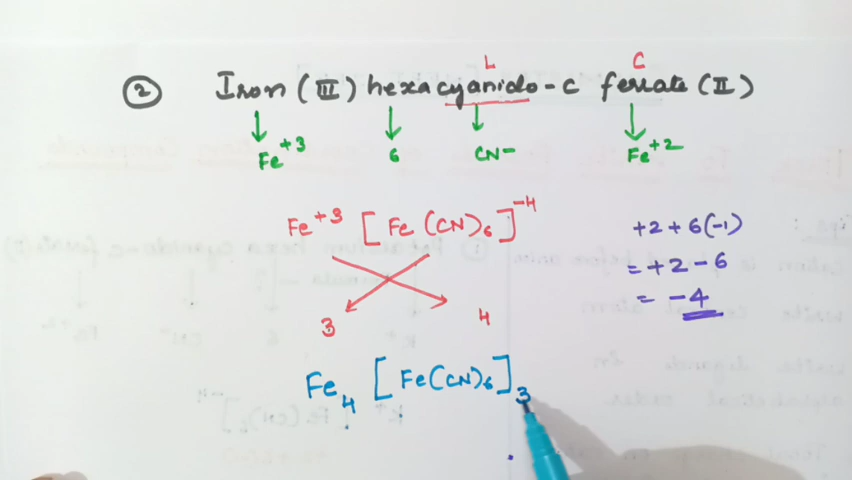 ② Iron (III) hexacyanido-c ferrate (II)
L C
Fe+3 6 CN- Fe+2
Fe+3 [Fe(CN)6]-4
+2+6(-1)
= +2-6
= -4
3 4
Fe4 [Fe(CN)6]3